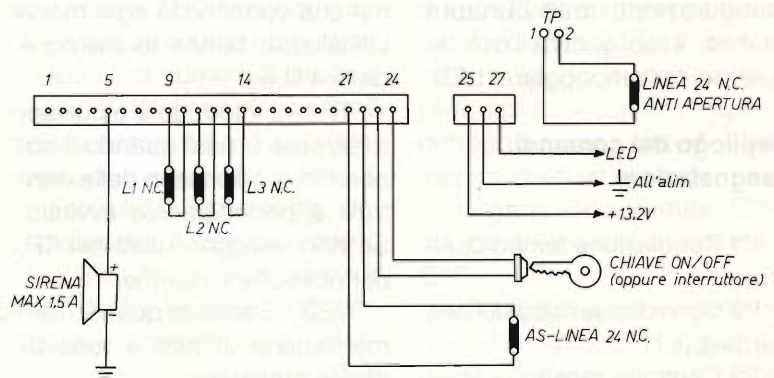 TP
1 2
1 5 9 14 21 24 25 27
LINEA 24 N.C.
ANTI APERTURA
L1 N.C. L3 N.C.
L2 N.C.
LED
All'alim.
+13,2V
SIRENA
MAX 1.5 A
+
CHIAVE ON/OFF
(oppure interruttore)
AS-LINEA 24 N.C.